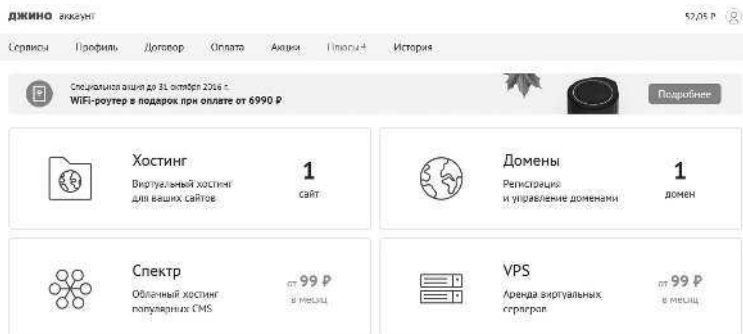 джино аккаунт
52,05 Р
Сервисы Профиль Договор Оплата Акции Плюсы+ История
Специальная акция до 31 октября 2016 г.
WiFi-роутер в подарок при оплате от 6990 ₽
Подробнее
Хостинг
Виртуальный хостинг
для ваших сайтов
1
сайт
Домены
Регистрация
и управление доменами
1
домен
Спектр
Облачный хостинг
популярных CMS
от 99 ₽
в месяц
VPS
Аренда виртуальных
серверов
от 99 ₽
в месяц